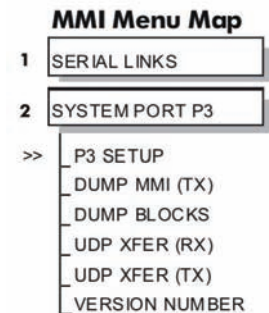 MMI Menu Map
1 SERIAL LINKS
2 SYSTEM PORT P3
>> P3 SETUP
DUMP MMI (TX)
DUMP BLOCKS
UDP XFER (RX)
UDP XFER (TX)
VERSION NUMBER